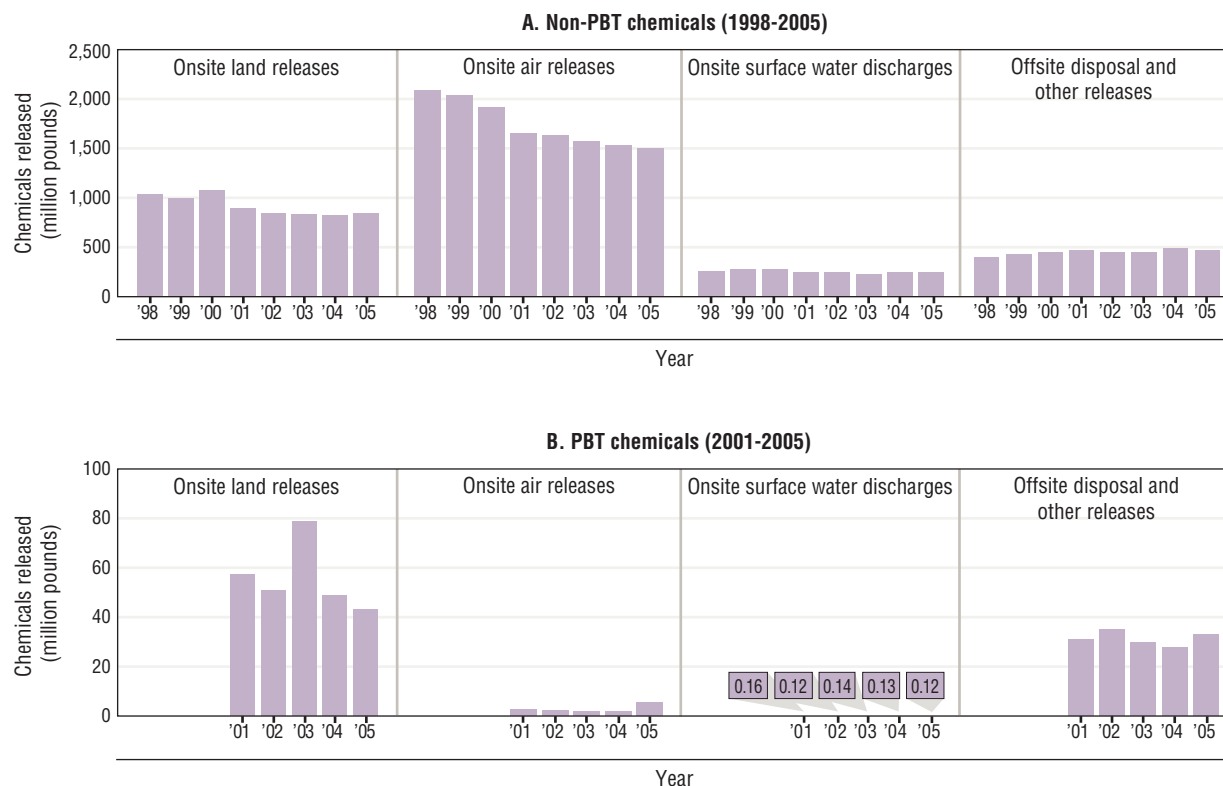 A. Non-PBT chemicals (1998-2005)
Chemicals released
(million pounds)
2,500
2,000
1,500
1,000
500
0
Onsite land releases
Onsite air releases
Onsite surface water discharges
Offsite disposal and
other releases
’98 ’99 ’00 ’01 ’02 ’03 ’04 ’05
’98 ’99 ’00 ’01 ’02 ’03 ’04 ’05
’98 ’99 ’00 ’01 ’02 ’03 ’04 ’05
’98 ’99 ’00 ’01 ’02 ’03 ’04 ’05
Year
B. PBT chemicals (2001-2005)
Chemicals released
(million pounds)
100
80
60
40
20
0
Onsite land releases
Onsite air releases
Onsite surface water discharges
Offsite disposal and
other releases
0.16 0.12 0.14 0.13 0.12
’01 ’02 ’03 ’04 ’05
’01 ’02 ’03 ’04 ’05
’01 ’02 ’03 ’04 ’05
’01 ’02 ’03 ’04 ’05
Year